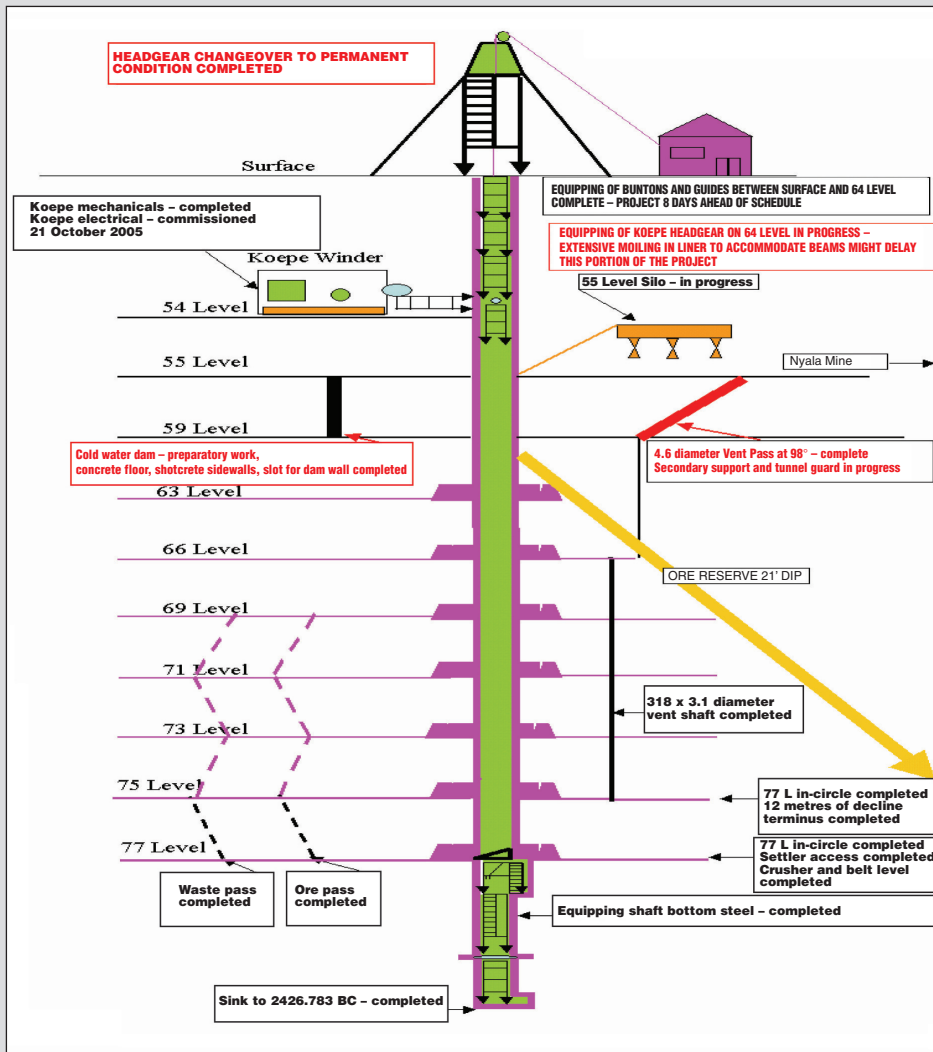 HEADGEAR CHANGEOVER TO PERMANENT
CONDITION COMPLETED
Surface
EQUIPPING OF BUNTONS AND GUIDES BETWEEN SURFACE AND 64 LEVEL
COMPLETE – PROJECT 8 DAYS AHEAD OF SCHEDULE
Koepe mechanicals – completed
Koepe electrical – commissioned
21 October 2005
EQUIPPING OF KOEPE HEADGEAR ON 64 LEVEL IN PROGRESS –
EXTENSIVE MOILING IN LINER TO ACCOMMODATE BEAMS MIGHT DELAY
THIS PORTION OF THE PROJECT
Koepe Winder
55 Level Silo – in progress
54 Level
55 Level
Nyala Mine
59 Level
Cold water dam – preparatory work,
concrete floor, shotcrete sidewalls, slot for dam wall completed
4.6 diameter Vent Pass at 98° – complete
Secondary support and tunnel guard in progress
63 Level
66 Level
ORE RESERVE 21' DIP
69 Level
71 Level
318 x 3.1 diameter
vent shaft completed
73 Level
75 Level
77 L in-circle completed
12 metres of decline
terminus completed
77 Level
77 L in-circle completed
Settler access completed
Crusher and belt level
completed
Waste pass
completed
Ore pass
completed
Equipping shaft bottom steel – completed
Sink to 2426.783 BC – completed